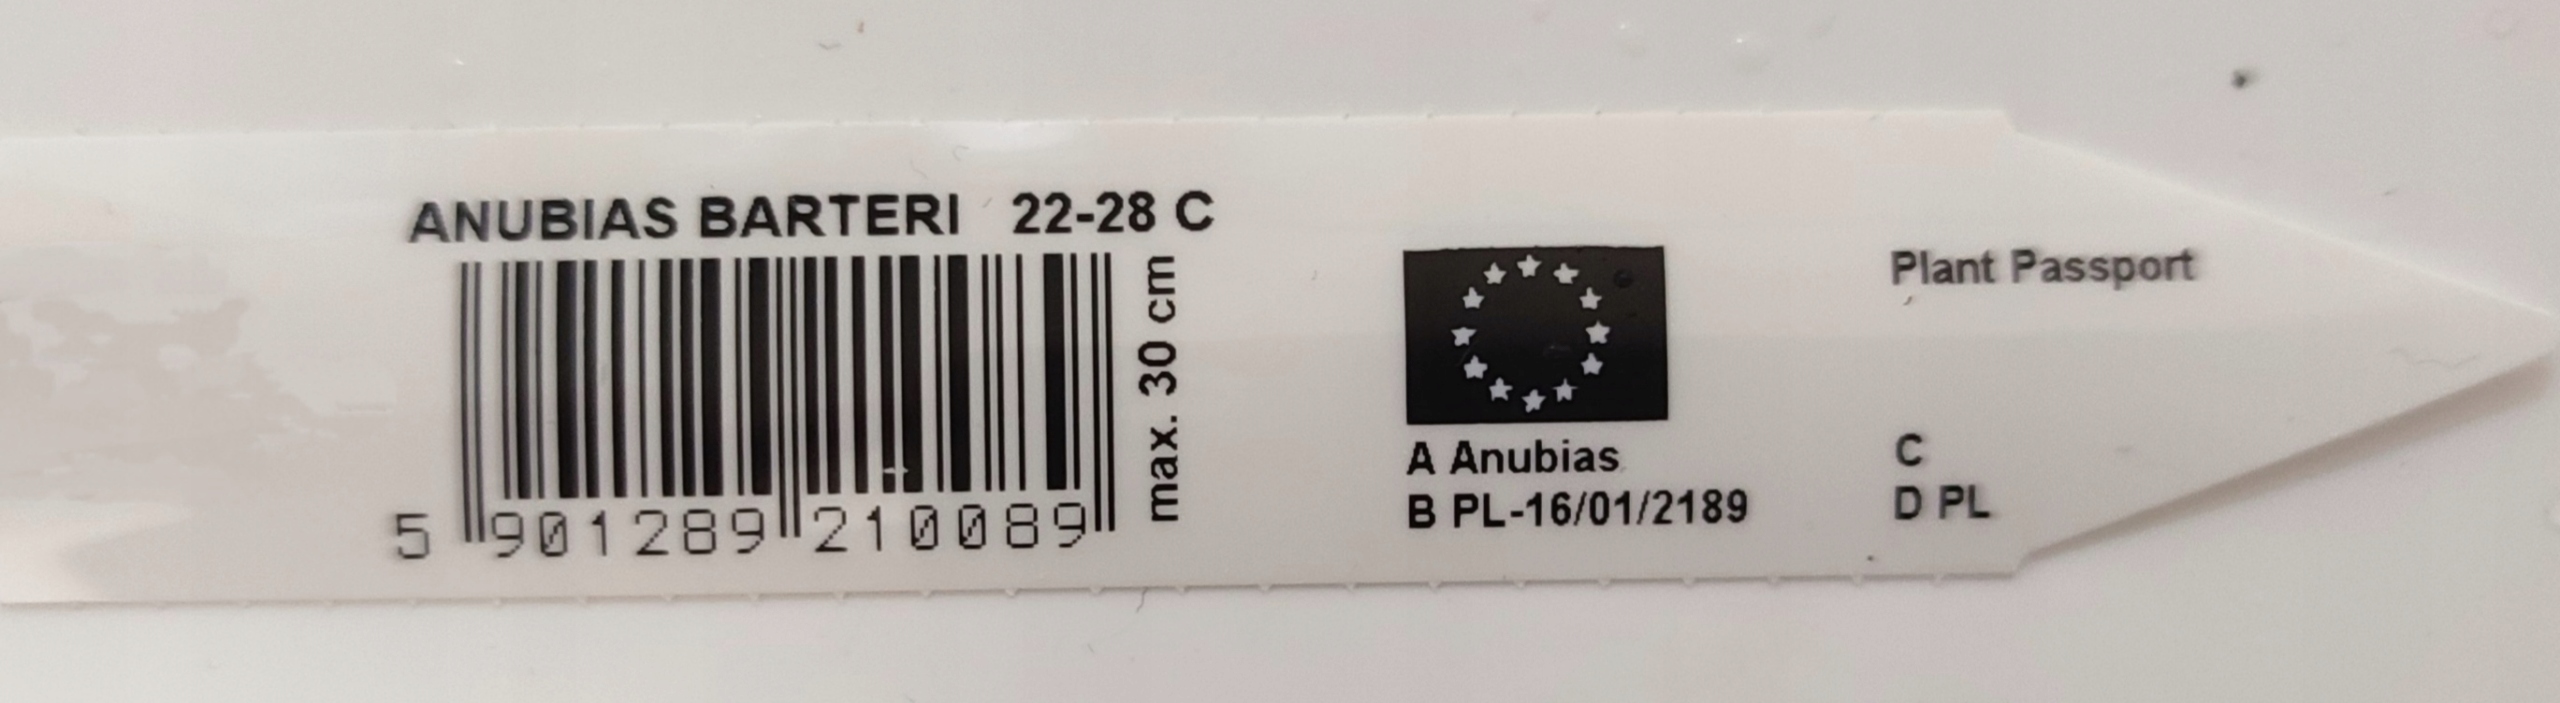 ANUBIAS BARTERI 22-28 C
max. 30 cm
5 901289 210089
Plant Passport
A Anubias
B PL-16/01/2189
C
D PL